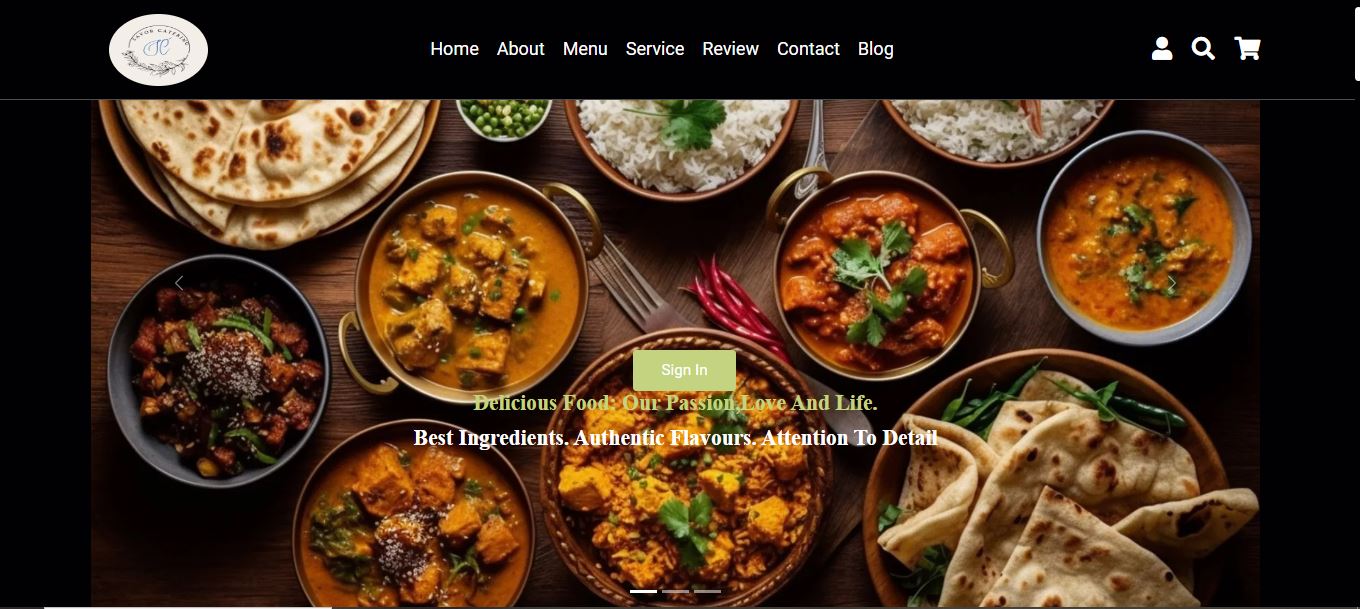 SAVOR CATERING
SC
Home About Menu Service Review Contact Blog
Sign In
Delicious Food: Our Passion,Love And Life.
Best Ingredients. Authentic Flavours. Attention To Detail